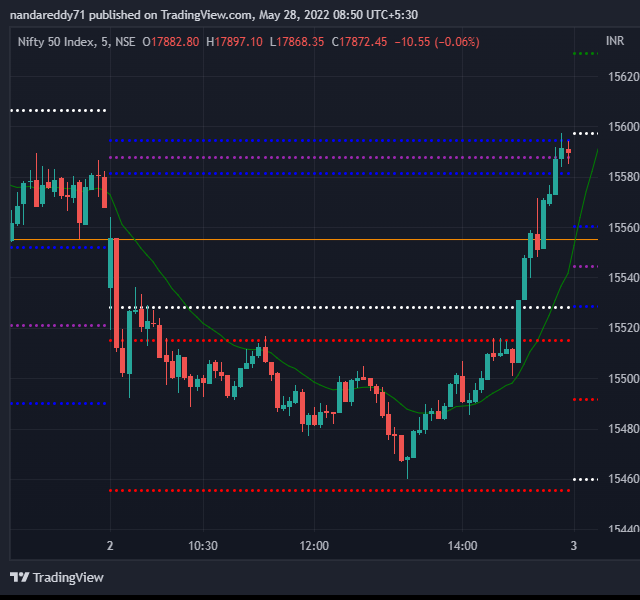 nandareddy71 published on TradingView.com, May 28, 2022 08:50 UTC+5:30
Nifty 50 Index, 5, NSE O17882.80 H17897.10 L17868.35 C17872.45 −10.55 (−0.06%)
INR
15620
15600
15580
15560
15540
15520
15500
15480
15460
15440
2 10:30 12:00 14:00 3
TradingView